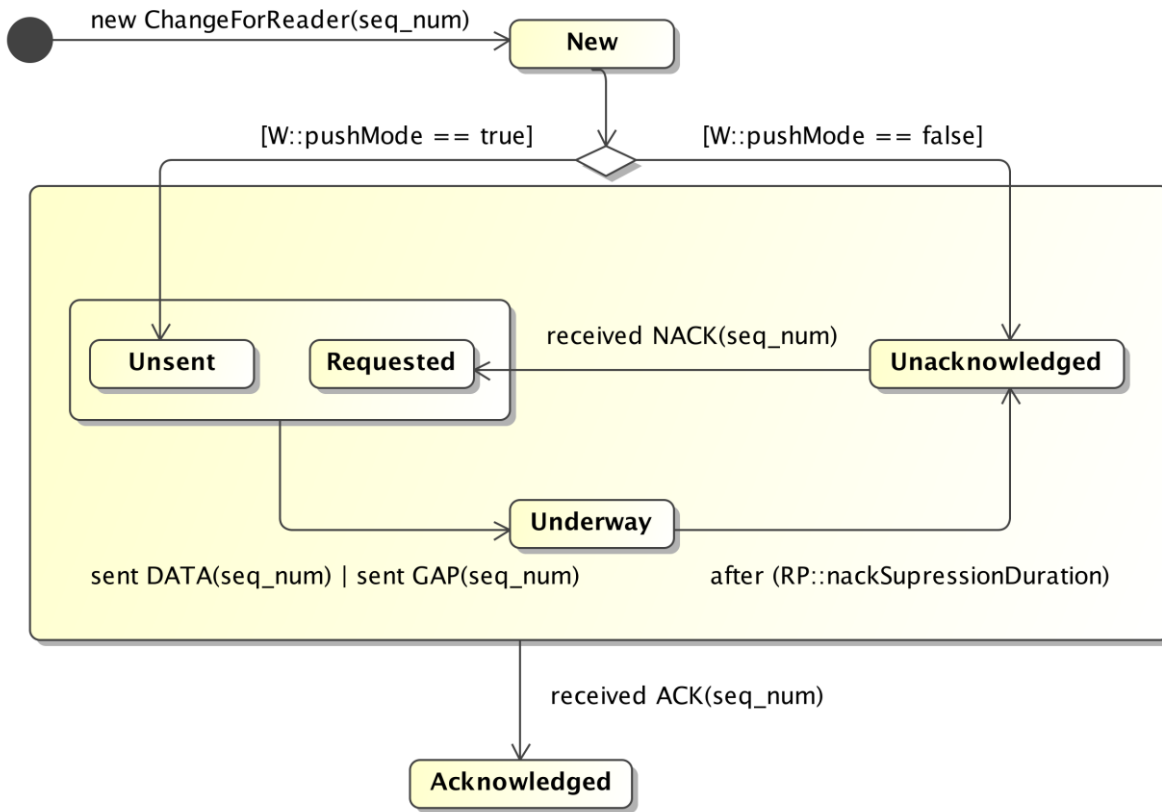 new ChangeForReader(seq_num)
New
[W::pushMode == true]
[W::pushMode == false]
Unsent
Requested
received NACK(seq_num)
Unacknowledged
Underway
sent DATA(seq_num) | sent GAP(seq_num)
after (RP::nackSupressionDuration)
received ACK(seq_num)
Acknowledged